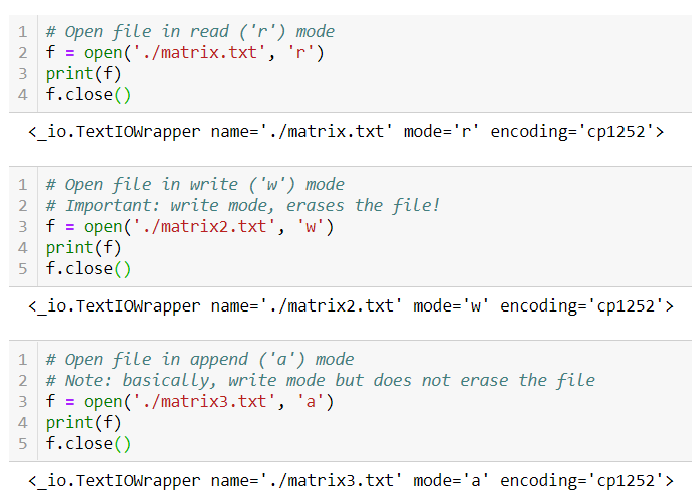 1 # Open file in read ('r') mode
2 f = open('./matrix.txt', 'r')
3 print(f)
4 f.close()
<_io.TextIOWrapper name='./matrix.txt' mode='r' encoding='cp1252'>
1 # Open file in write ('w') mode
2 # Important: write mode, erases the file!
3 f = open('./matrix2.txt', 'w')
4 print(f)
5 f.close()
<_io.TextIOWrapper name='./matrix2.txt' mode='w' encoding='cp1252'>
1 # Open file in append ('a') mode
2 # Note: basically, write mode but does not erase the file
3 f = open('./matrix3.txt', 'a')
4 print(f)
5 f.close()
<_io.TextIOWrapper name='./matrix3.txt' mode='a' encoding='cp1252'>